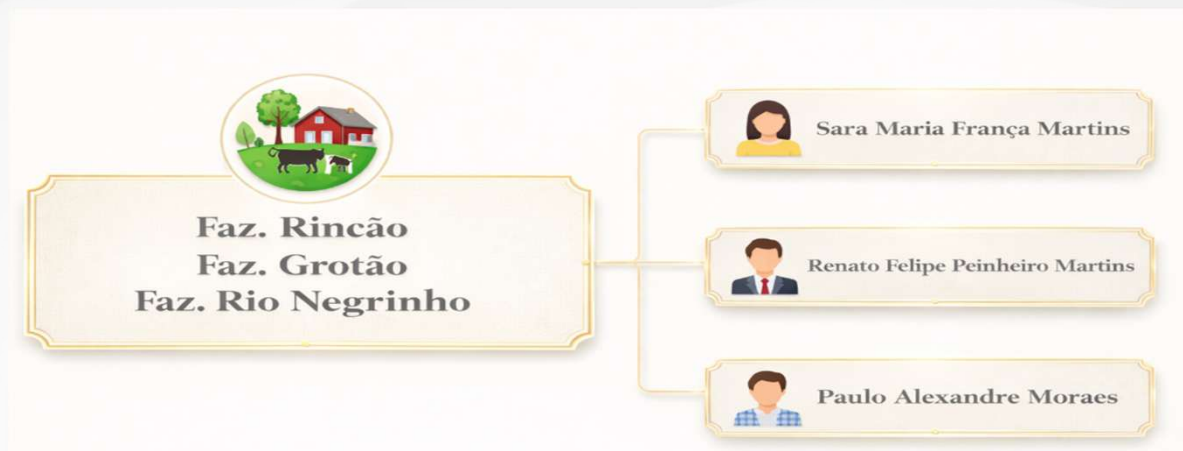 Faz. Rincão
Faz. Grotão
Faz. Rio Negrinho
Sara Maria França Martins
Renato Felipe Peinheiro Martins
Paulo Alexandre Moraes